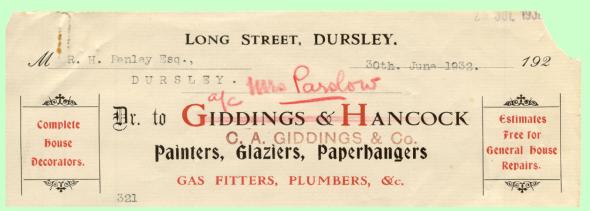 LONG STREET, DURSLEY.
M R. H. Penley Esq., 30th. June 1932. 192
DURSLEY.
a/c Mrs Parslow
Dr. to GIDDINGS & HANCOCK
C. A. GIDDINGS & Co.
Painters, Glaziers, Paperhangers
GAS FITTERS, PLUMBERS, &c.
Complete
House
Decorators.
Estimates
Free for
General House
Repairs.
321